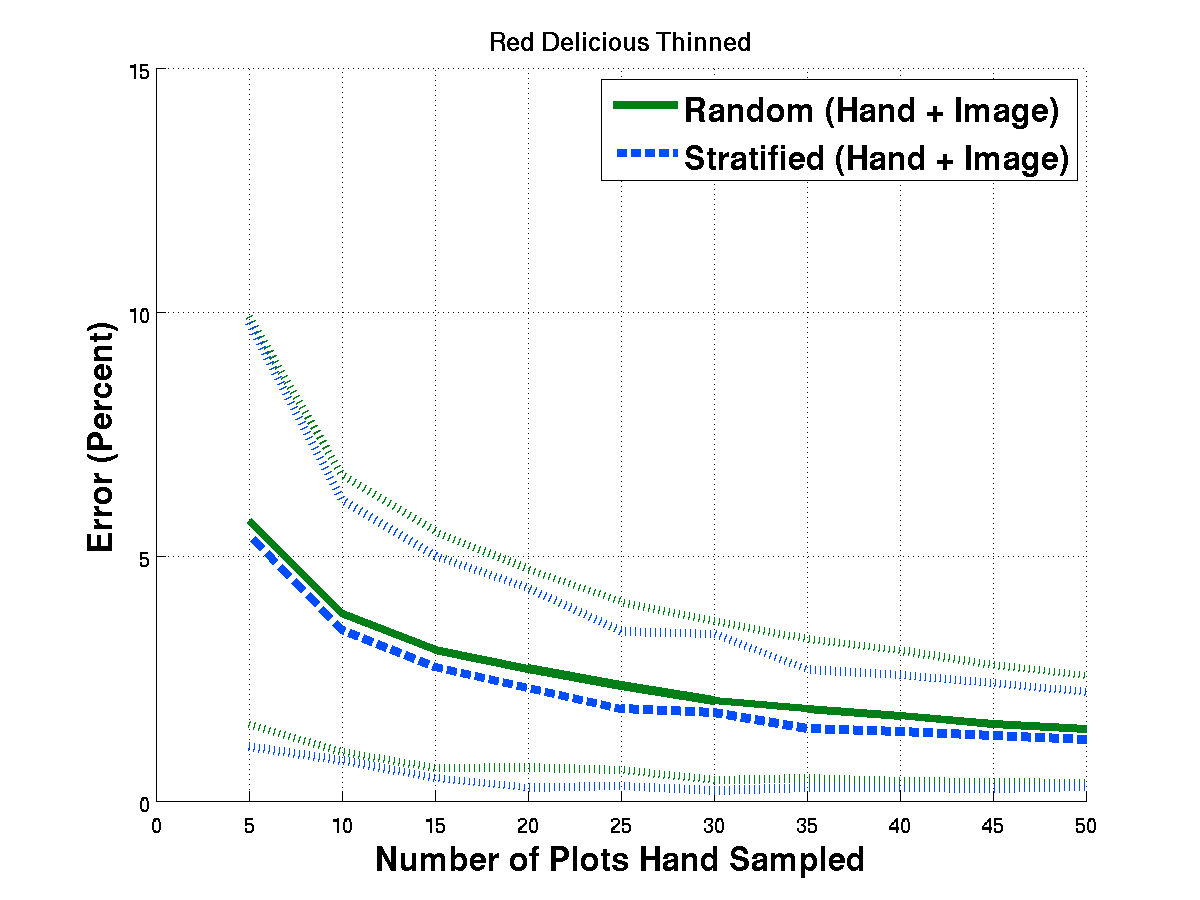 Red Delicious Thinned
15
Random (Hand + Image)
Stratified (Hand + Image)
10
Error (Percent)
5
0
0 5 10 15 20 25 30 35 40 45 50
Number of Plots Hand Sampled